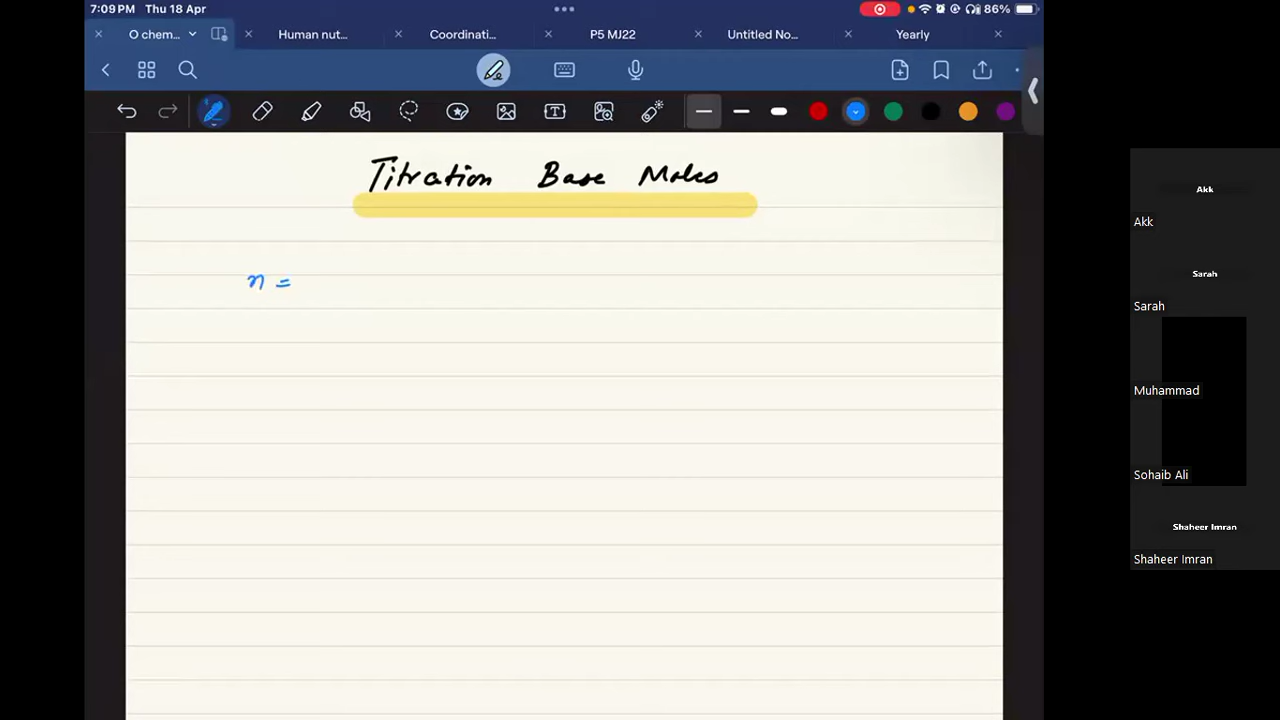 7:09 PM Thu 18 Apr 86%
O chem... Human nut... Coordinati... P5 MJ22 Untitled No... Yearly
Titration Base Moles
n =
Akk
Akk
Sarah
Sarah
Muhammad
Sohaib Ali
Shaheer Imran
Shaheer Imran